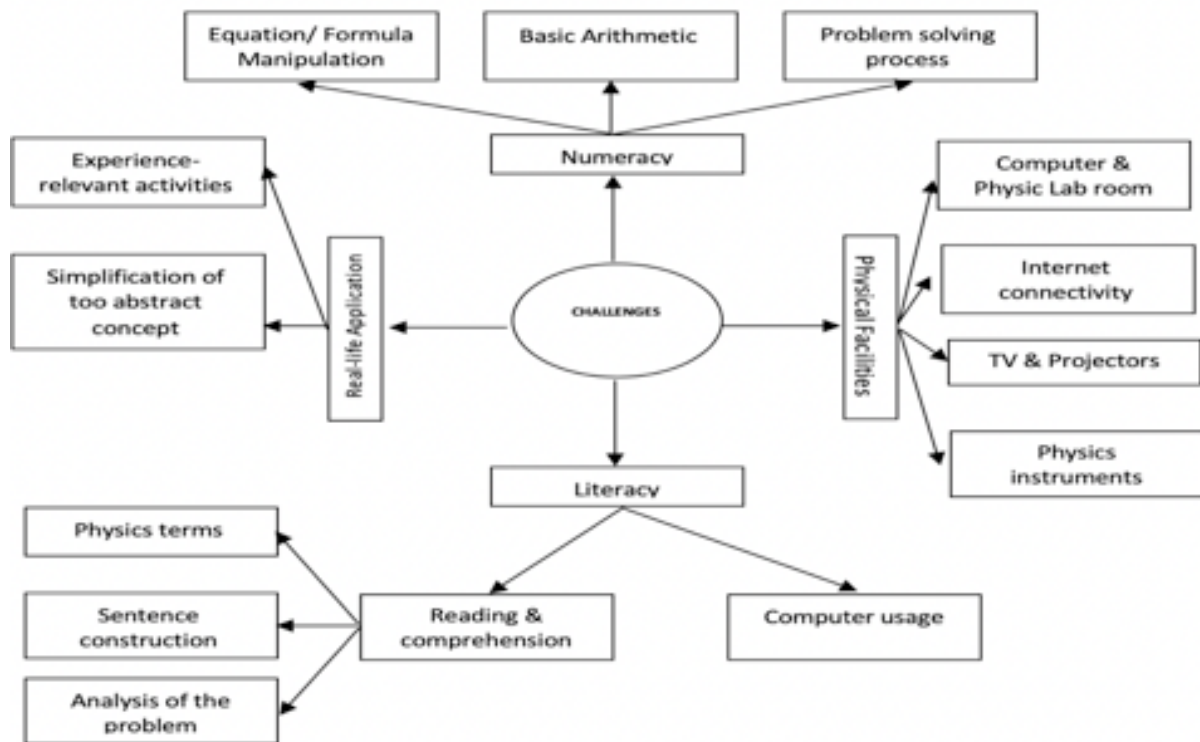 Equation/ Formula
Manipulation
Basic Arithmetic
Problem solving
process
Numeracy
Experience-
relevant activities
Simplification of
too abstract
concept
Real-life Application
CHALLENGES
Physical Facilities
Computer &
Physic Lab room
Internet
connectivity
TV & Projectors
Physics
instruments
Literacy
Physics terms
Sentence
construction
Analysis of the
problem
Reading &
comprehension
Computer usage